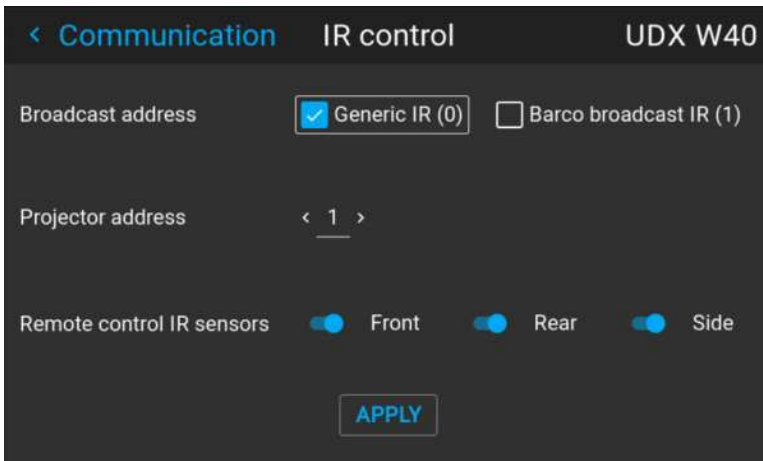 < Communication IR control UDX W40
Broadcast address Generic IR (0) Barco broadcast IR (1)
Projector address < 1 >
Remote control IR sensors Front Rear Side
APPLY